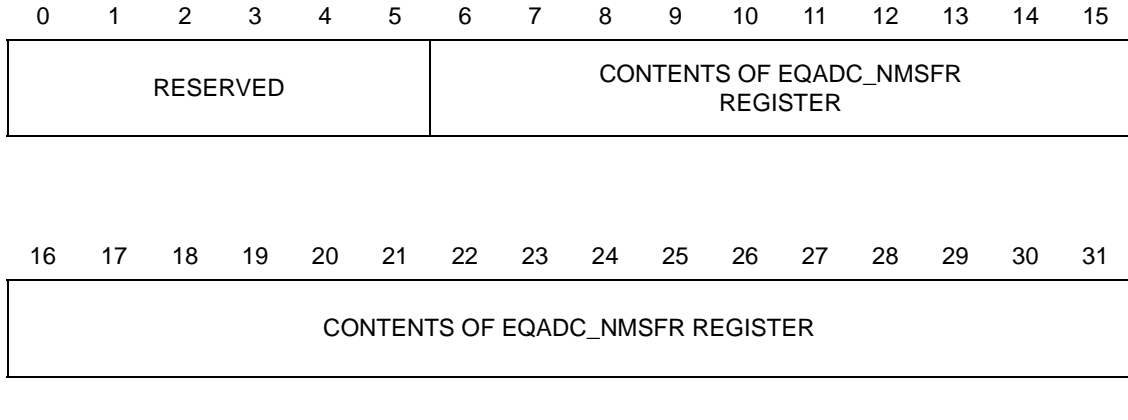 0 1 2 3 4 5 6 7 8 9 10 11 12 13 14 15
RESERVED
CONTENTS OF EQADC_NMSFR
REGISTER
16 17 18 19 20 21 22 23 24 25 26 27 28 29 30 31
CONTENTS OF EQADC_NMSFR REGISTER